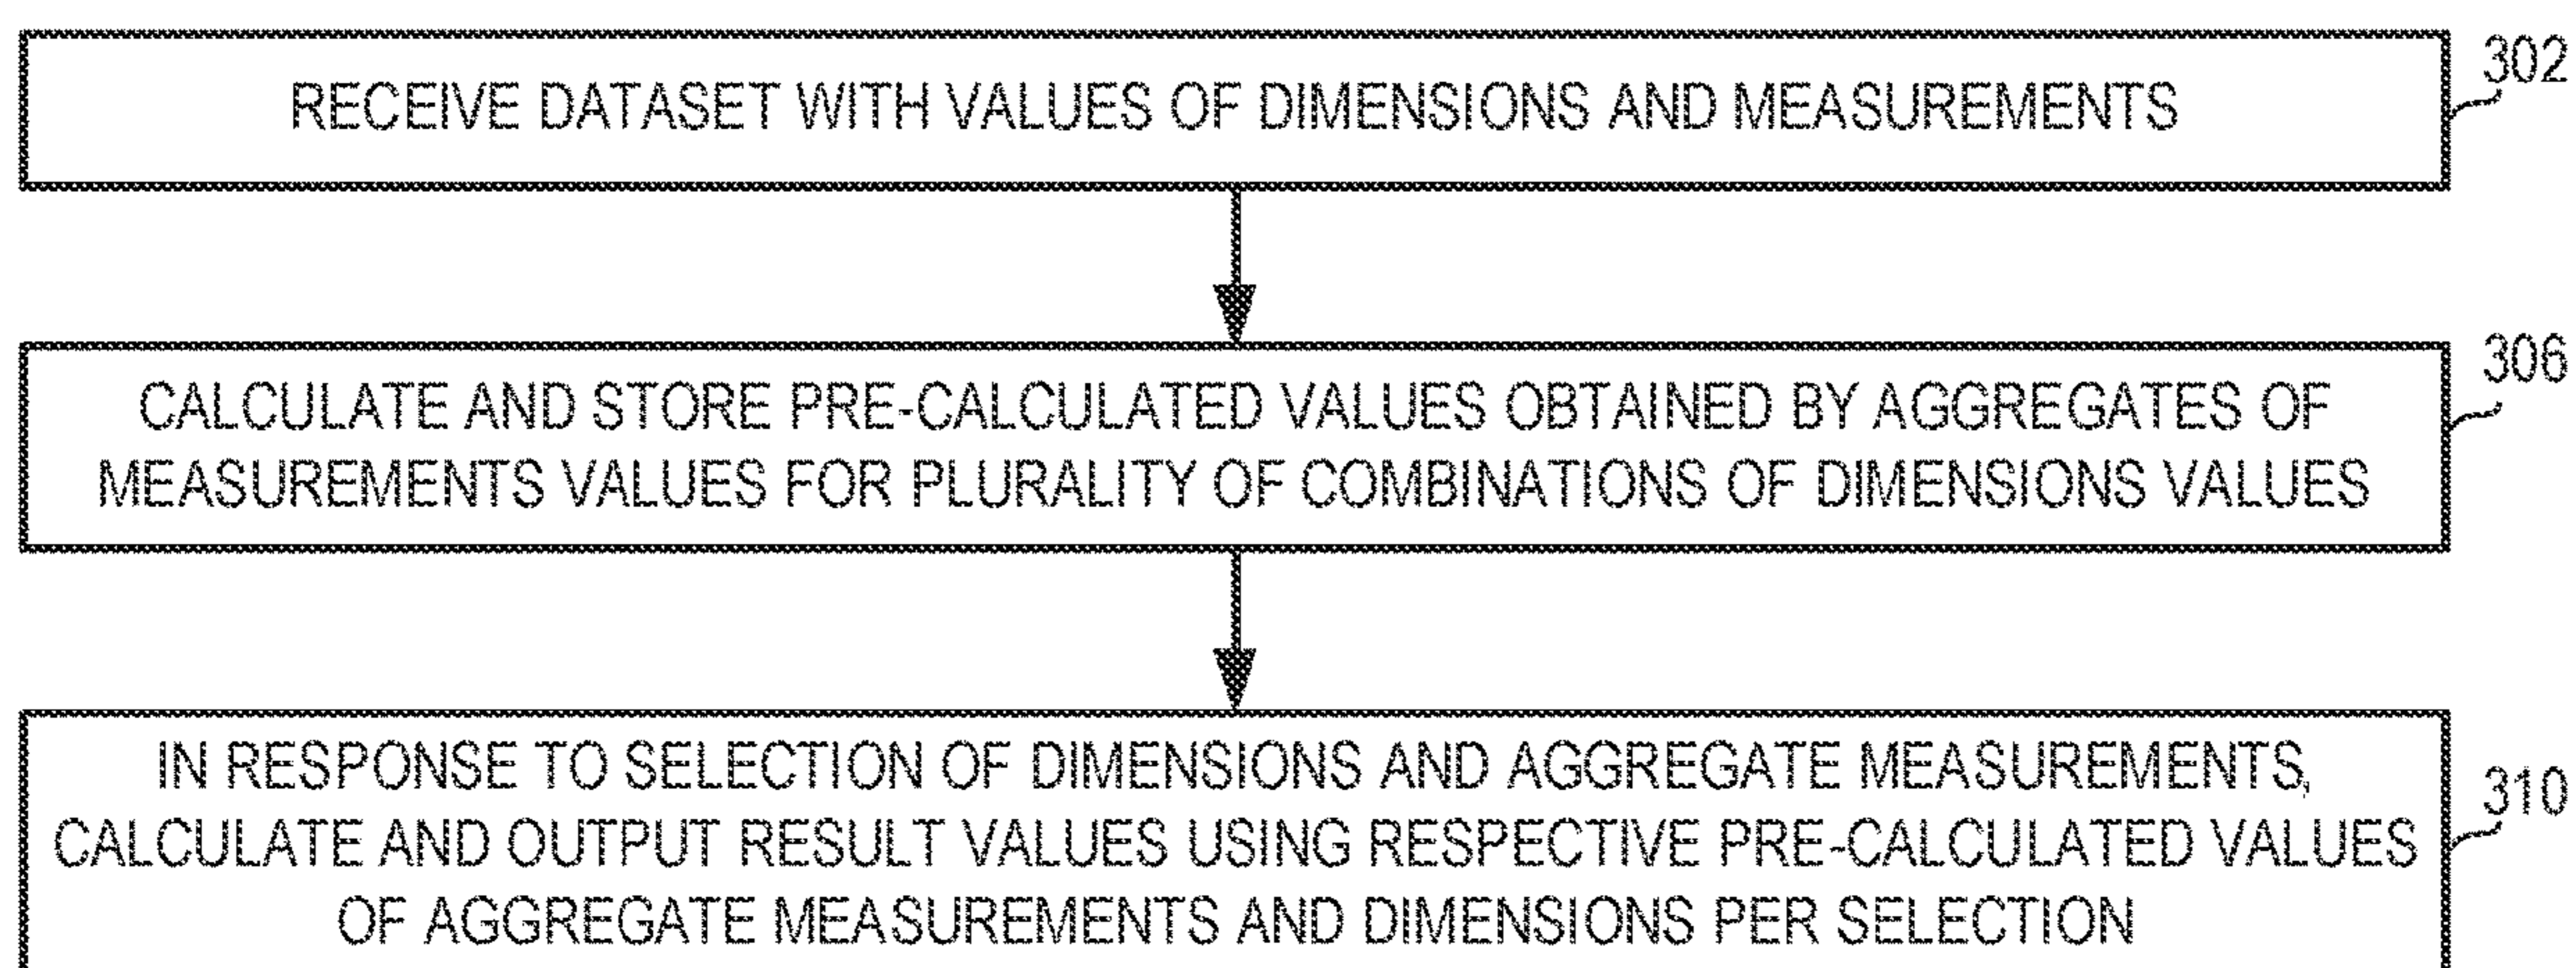 RECEIVE DATASET WITH VALUES OF DIMENSIONS AND MEASUREMENTS
302
CALCULATE AND STORE PRE-CALCULATED VALUES OBTAINED BY AGGREGATES OF
MEASUREMENTS VALUES FOR PLURALITY OF COMBINATIONS OF DIMENSIONS VALUES
306
IN RESPONSE TO SELECTION OF DIMENSIONS AND AGGREGATE MEASUREMENTS,
CALCULATE AND OUTPUT RESULT VALUES USING RESPECTIVE PRE-CALCULATED VALUES
OF AGGREGATE MEASUREMENTS AND DIMENSIONS PER SELECTION
310